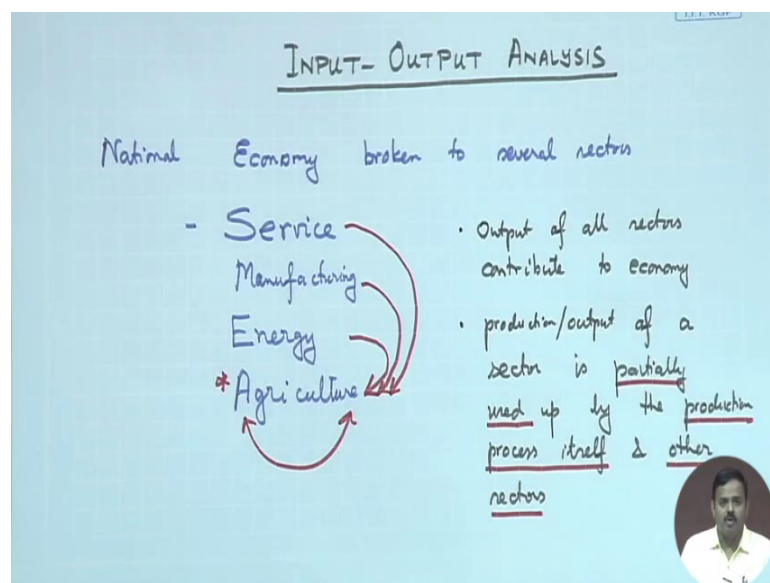 I.I.T. KGP
INPUT-OUTPUT ANALYSIS
National Economy broken to several sectors
- Service
Manufacturing
Energy
* Agriculture
• Output of all sectors
contribute to economy
• production/output of a
sector is partially
used up by the production
process itself & other
sectors